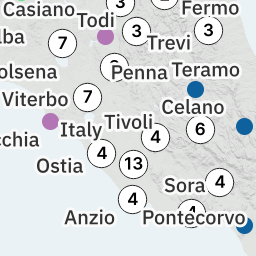 Casiano
3
Fermo
Todi
3
3
lba
7
Trevi
olsena
Penna
Teramo
Viterbo
7
Celano
Italy
Tivoli
6
cchia
4
4
13
Ostia
Sora
4
4
Anzio
Pontecorvo